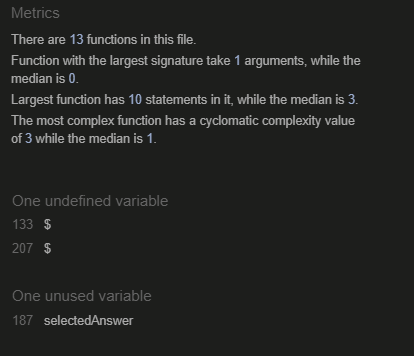 Metrics
There are 13 functions in this file.
Function with the largest signature take 1 arguments, while the
median is 0.
Largest function has 10 statements in it, while the median is 3.
The most complex function has a cyclomatic complexity value
of 3 while the median is 1.
One undefined variable
133 $
207 $
One unused variable
187 selectedAnswer